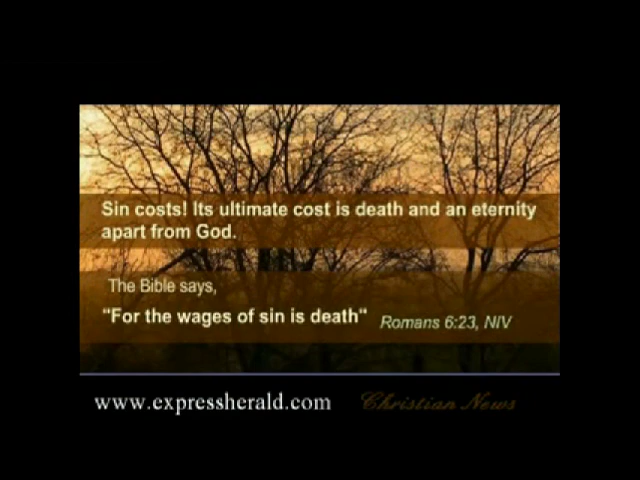 Sin costs! Its ultimate cost is death and an eternity
apart from God.
The Bible says,
"For the wages of sin is death" Romans 6:23, NIV
www.expressherald.com Christian News